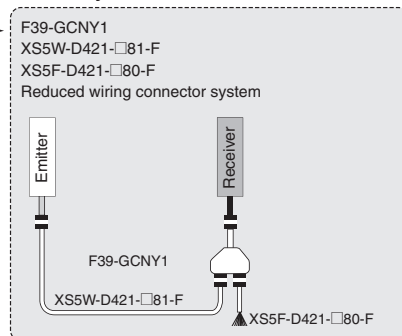 F39-GCNY1
XS5W-D421-□81-F
XS5F-D421-□80-F
Reduced wiring connector system
Emitter
Receiver
F39-GCNY1
XS5W-D421-□81-F
XS5F-D421-□80-F